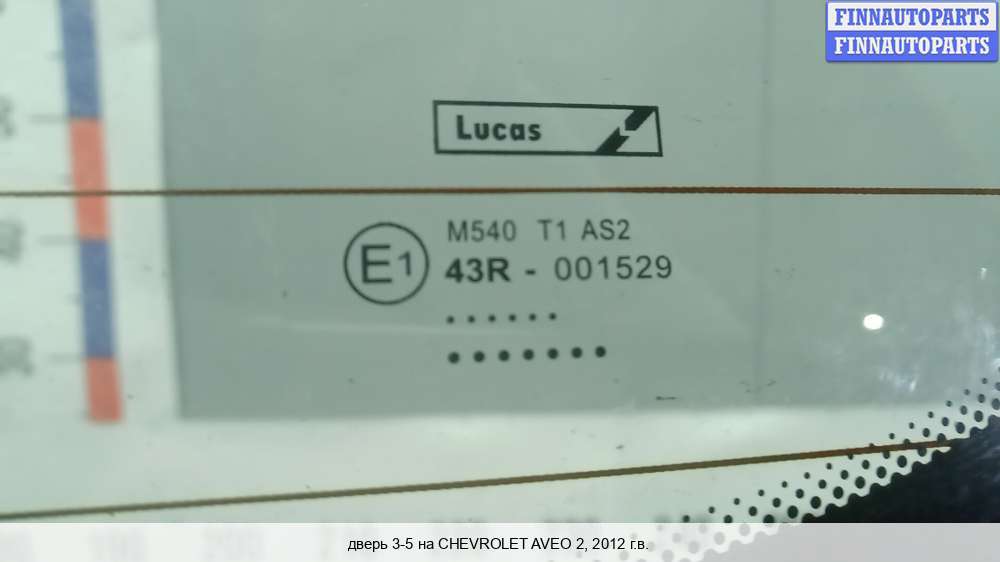 FINNAUTOPARTS
FINNAUTOPARTS
Lucas
E1
M540 T1 AS2
43R - 001529
дверь 3-5 на CHEVROLET AVEO 2, 2012 г.в.